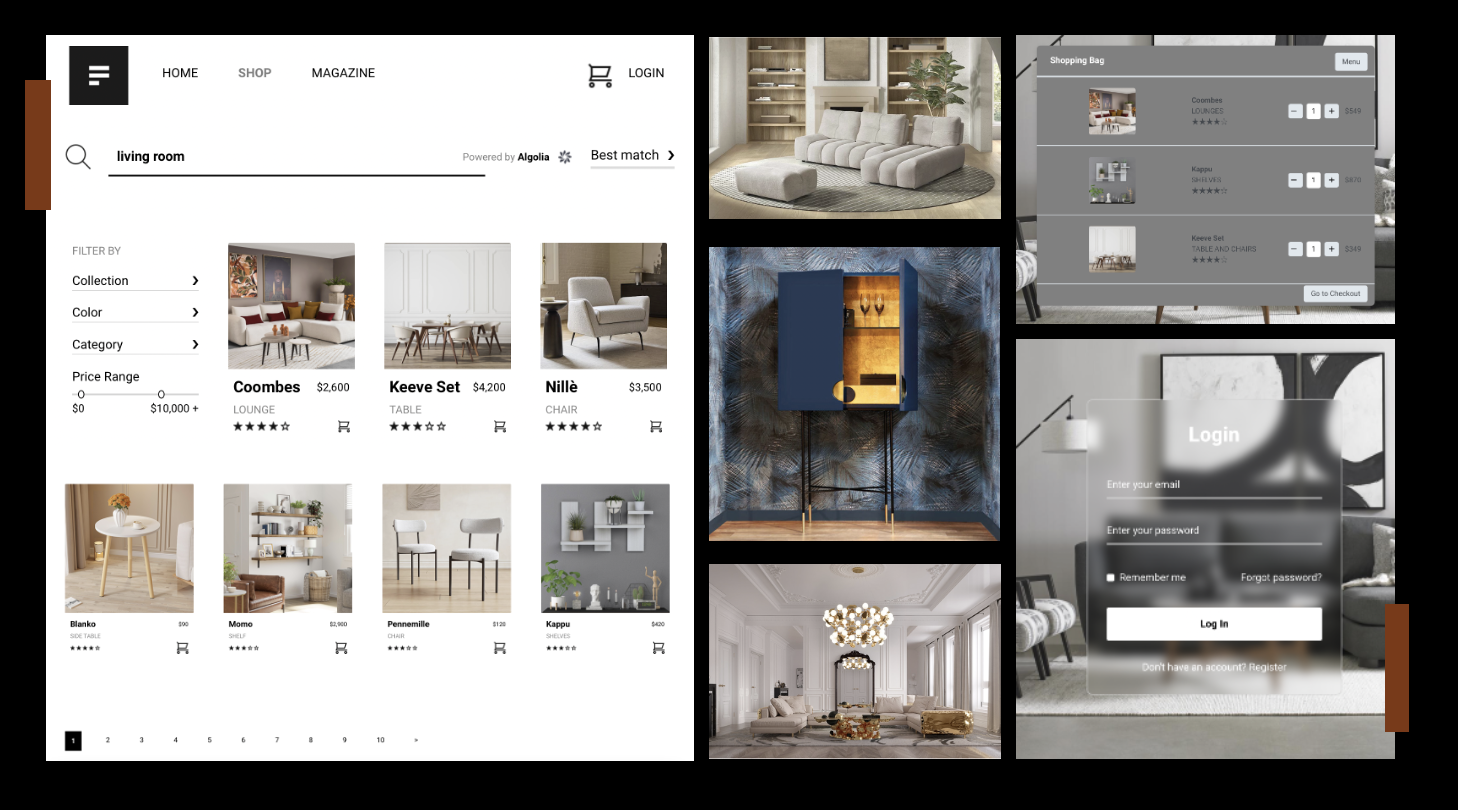 HOME SHOP MAGAZINE LOGIN
living room Powered by Algolia Best match
FILTER BY
Collection
Color
Category
Price Range
$0 $10,000 +
Coombes $2,600
LOUNGE
Keeve Set $4,200
TABLE
Nillè $3,500
CHAIR
Blanko $90
SIDE TABLE
Momo $2,900
SHELF
Pennemille $120
CHAIR
Kappu $420
SHELVES
1 2 3 4 5 6 7 8 9 10 >
Shopping Bag Menu
Coombes
LOUNGES − 1 + $849
Kappu
SHELVES − 1 + $870
Keeve Set
TABLE AND CHAIRS − 1 + $349
Go to Checkout
Login
Enter your email
Enter your password
Remember me Forgot password?
Log In
Don't have an account? Register